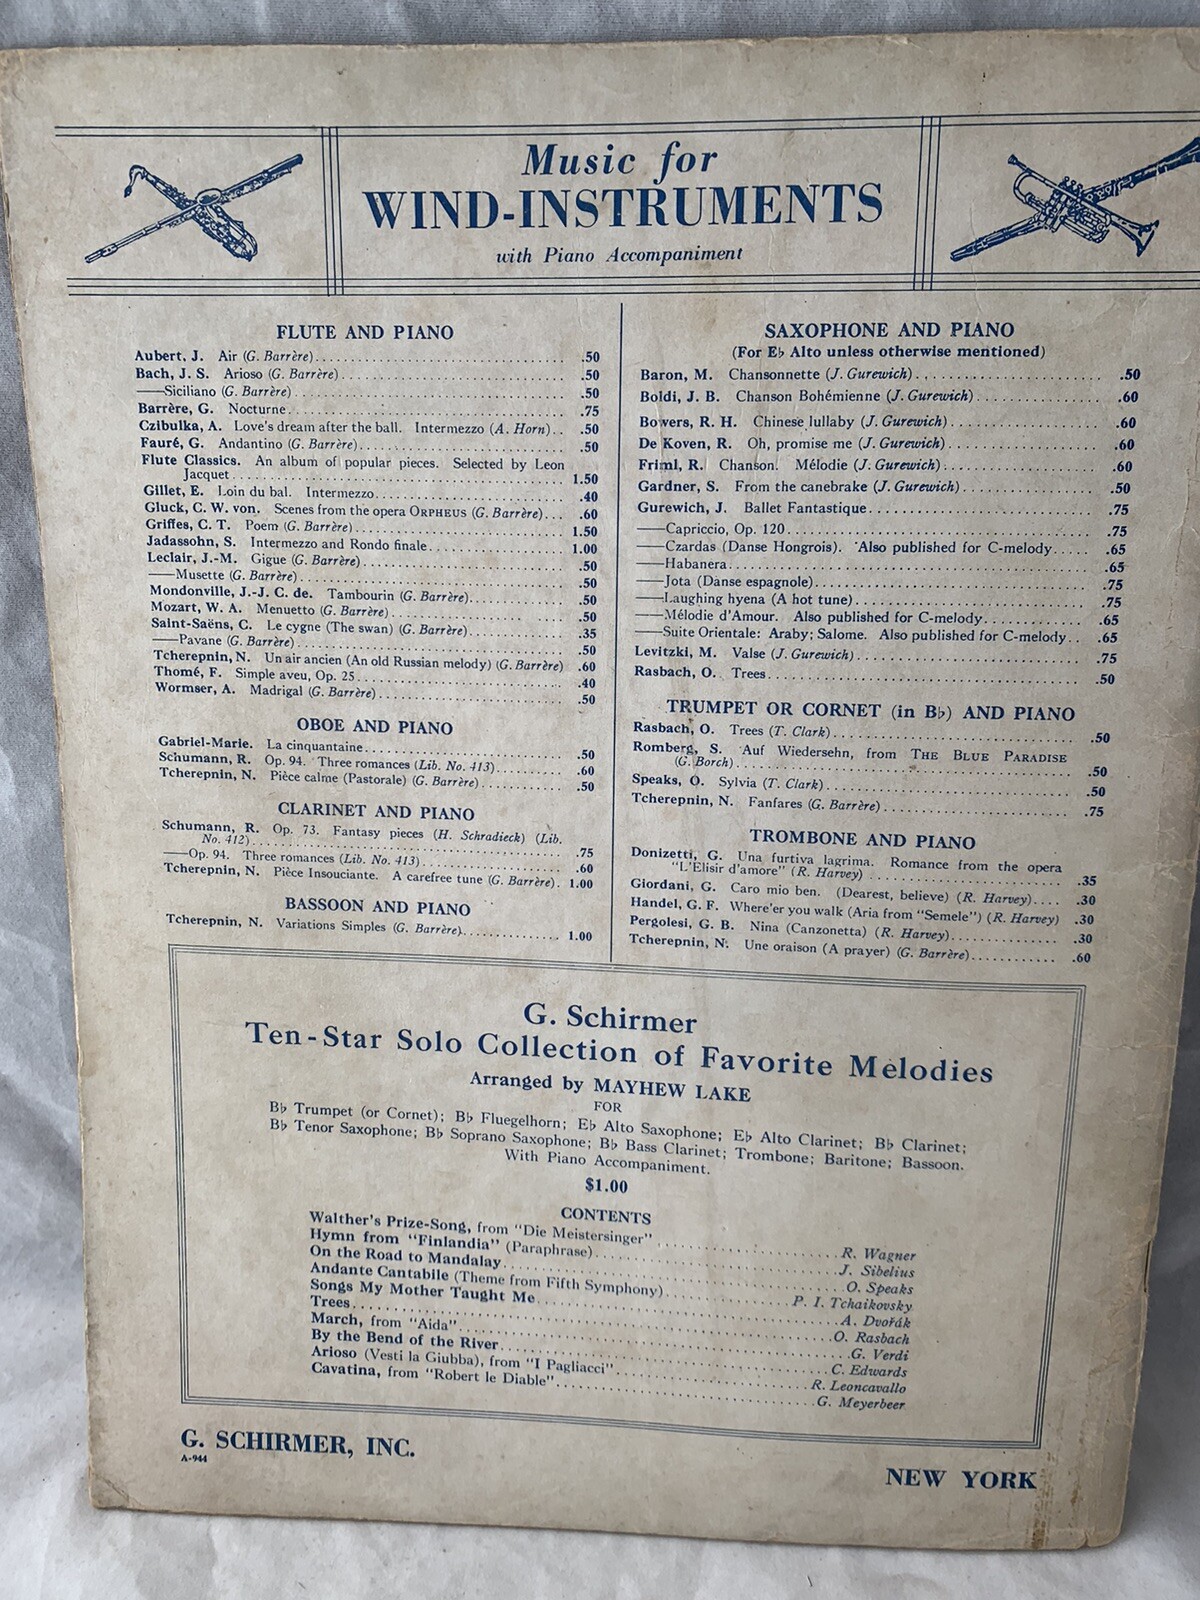 Music for
WIND-INSTRUMENTS
with Piano Accompaniment
FLUTE AND PIANO
Aubert, J. Air (G. Barrère) .50
Bach, J. S. Arioso (G. Barrère) .50
——Siciliano (G. Barrère) .50
Barrère, G. Nocturne .75
Czibulka, A. Love's dream after the ball. Intermezzo (A. Horn) .50
Fauré, G. Andantino (G. Barrère) .50
Flute Classics. An album of popular pieces. Selected by Leon
Jacquet 1.50
Gillet, E. Loin du bal. Intermezzo .40
Gluck, C. W. von. Scenes from the opera ORPHEUS (G. Barrère) .60
Griffes, C. T. Poem (G. Barrère) 1.50
Jadassohn, S. Intermezzo and Rondo finale 1.00
Leclair, J.-M. Gigue (G. Barrère) .50
——Musette (G. Barrère) .50
Mondonville, J.-J. C. de. Tambourin (G. Barrère) .50
Mozart, W. A. Menuetto (G. Barrère) .50
Saint-Saëns, C. Le cygne (The swan) (G. Barrère) .35
——Pavane (G. Barrère) .50
Tcherepnin, N. Un air ancien (An old Russian melody) (G. Barrère) .60
Thomé, F. Simple aveu, Op. 25 .40
Wormser, A. Madrigal (G. Barrère) .50
OBOE AND PIANO
Gabriel-Marie. La cinquantaine .50
Schumann, R. Op. 94. Three romances (Lib. No. 413) .60
Tcherepnin, N. Pièce calme (Pastorale) (G. Barrère) .50
CLARINET AND PIANO
Schumann, R. Op. 73. Fantasy pieces (H. Schradieck) (Lib.
No. 412) .75
——Op. 94. Three romances (Lib. No. 413) .60
Tcherepnin, N. Pièce Insouciante. A carefree tune (G. Barrère). 1.00
BASSOON AND PIANO
Tcherepnin, N. Variations Simples (G. Barrère) 1.00
SAXOPHONE AND PIANO
(For E♭ Alto unless otherwise mentioned)
Baron, M. Chansonnette (J. Gurewich) .50
Boldi, J. B. Chanson Bohémienne (J. Gurewich) .60
Bowers, R. H. Chinese lullaby (J. Gurewich) .60
De Koven, R. Oh, promise me (J. Gurewich) .60
Friml, R. Chanson. Mélodie (J. Gurewich) .60
Gardner, S. From the canebrake (J. Gurewich) .50
Gurewich, J. Ballet Fantastique .75
——Capriccio, Op. 120 .75
——Czardas (Danse Hongrois). Also published for C-melody .65
——Habanera .65
——Jota (Danse espagnole) .75
——Laughing hyena (A hot tune) .75
——Mélodie d'Amour. Also published for C-melody .65
——Suite Orientale: Araby; Salome. Also published for C-melody .65
Levitzki, M. Valse (J. Gurewich) .75
Rasbach, O. Trees .50
TRUMPET OR CORNET (in B♭) AND PIANO
Rasbach, O. Trees (T. Clark) .50
Romberg, S. Auf Wiedersehn, from THE BLUE PARADISE
(G. Borch) .50
Speaks, O. Sylvia (T. Clark) .50
Tcherepnin, N. Fanfares (G. Barrère) .75
TROMBONE AND PIANO
Donizetti, G. Una furtiva lagrima. Romance from the opera
"L'Elisir d'amore" (R. Harvey) .35
Giordani, G. Caro mio ben. (Dearest, believe) (R. Harvey) .30
Handel, G. F. Where'er you walk (Aria from "Semele") (R. Harvey) .30
Pergolesi, G. B. Nina (Canzonetta) (R. Harvey) .30
Tcherepnin, N. Une oraison (A prayer) (G. Barrère) .60
G. Schirmer
Ten-Star Solo Collection of Favorite Melodies
Arranged by MAYHEW LAKE
FOR
B♭ Trumpet (or Cornet); B♭ Fluegelhorn; E♭ Alto Saxophone; E♭ Alto Clarinet; B♭ Clarinet;
B♭ Tenor Saxophone; B♭ Soprano Saxophone; B♭ Bass Clarinet; Trombone; Baritone; Bassoon.
With Piano Accompaniment.
$1.00
CONTENTS
Walther's Prize-Song, from "Die Meistersinger" R. Wagner
Hymn from "Finlandia" (Paraphrase) J. Sibelius
On the Road to Mandalay O. Speaks
Andante Cantabile (Theme from Fifth Symphony) P. I. Tchaikovsky
Songs My Mother Taught Me A. Dvořák
Trees O. Rasbach
March, from "Aida" G. Verdi
By the Bend of the River C. Edwards
Arioso (Vesti la Giubba), from "I Pagliacci" R. Leoncavallo
Cavatina, from "Robert le Diable" G. Meyerbeer
G. SCHIRMER, INC.
A-944
NEW YORK